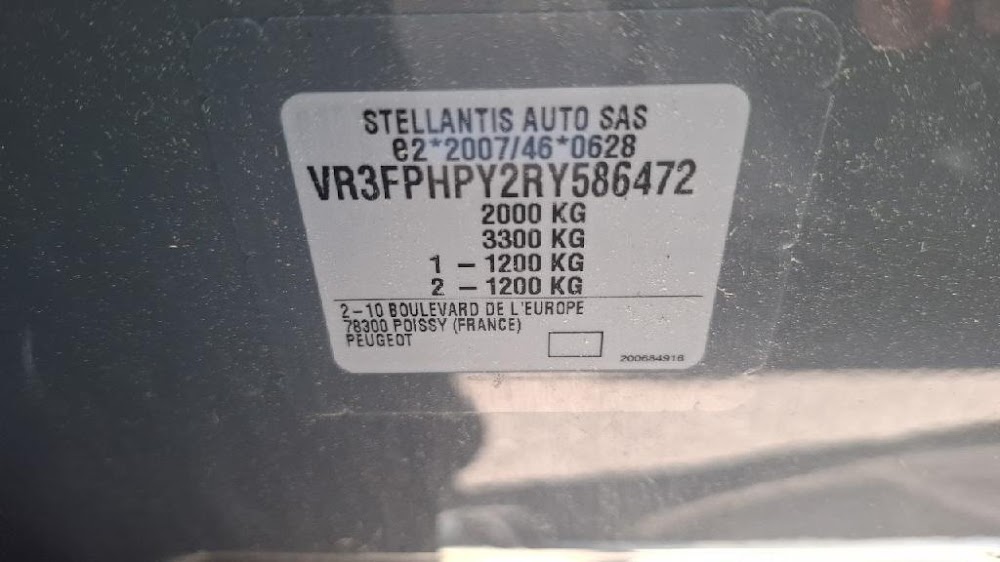 STELLANTIS AUTO SAS
e2*2007/46*0628
VR3FPHPY2RY586472
2000 KG
3300 KG
1 - 1200 KG
2 - 1200 KG
2-10 BOULEVARD DE L'EUROPE
78300 POISSY (FRANCE)
PEUGEOT
200684916